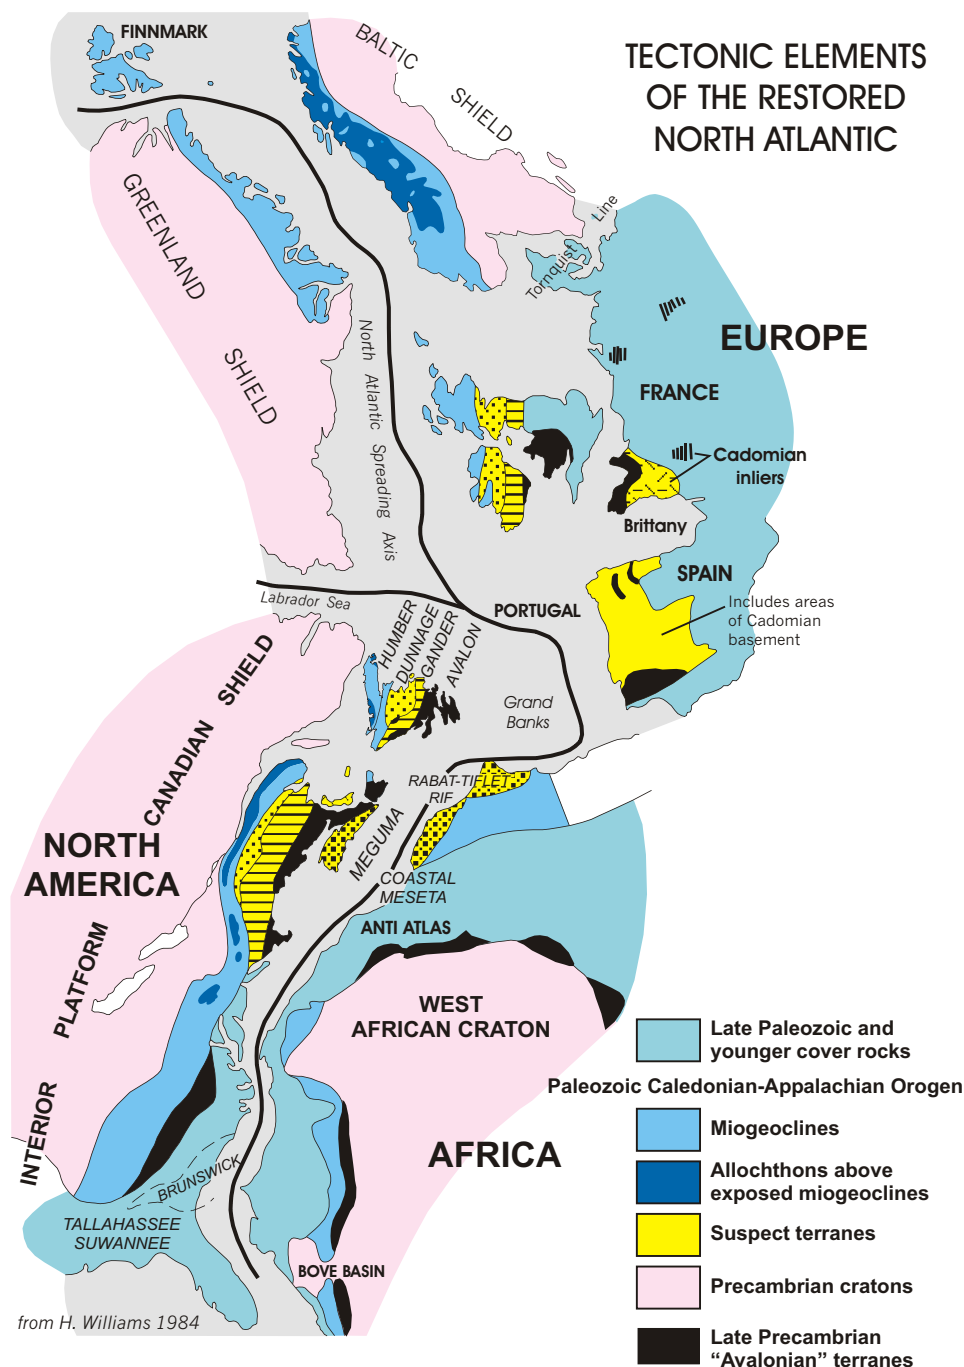 FINNMARK
BALTIC
SHIELD
TECTONIC ELEMENTS
OF THE RESTORED
NORTH ATLANTIC
GREENLAND
SHIELD
Tornquist
Line
North Atlantic Spreading Axis
EUROPE
FRANCE
Cadomian
inliers
Brittany
SPAIN
Includes areas
of Cadomian
basement
PORTUGAL
Labrador Sea
HUMBER
DUNNAGE
GANDER
AVALON
Grand
Banks
CANADIAN SHIELD
NORTH
AMERICA
RABAT-TIFLET
RIF
MEGUMA
COASTAL
MESETA
ANTI ATLAS
INTERIOR PLATFORM
WEST
AFRICAN CRATON
AFRICA
BRUNSWICK
TALLAHASSEE
SUWANNEE
BOVE BASIN
from H. Williams 1984
Late Paleozoic and
younger cover rocks
Paleozoic Caledonian-Appalachian Orogen
Miogeoclines
Allochthons above
exposed miogeoclines
Suspect terranes
Precambrian cratons
Late Precambrian
“Avalonian” terranes